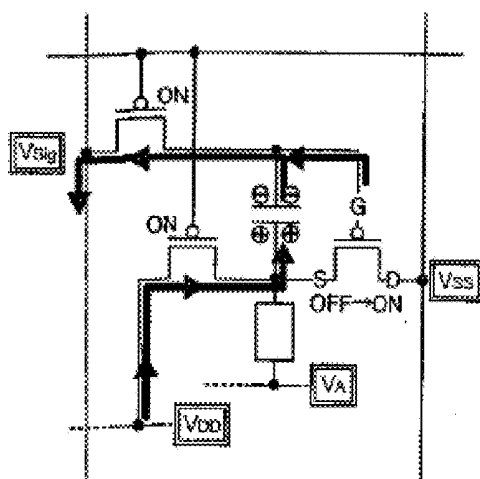 ON
VSig
⊖ ⊖
G
ON
⊕ ⊕
S D
VSS
OFF→ON
VA
VDD